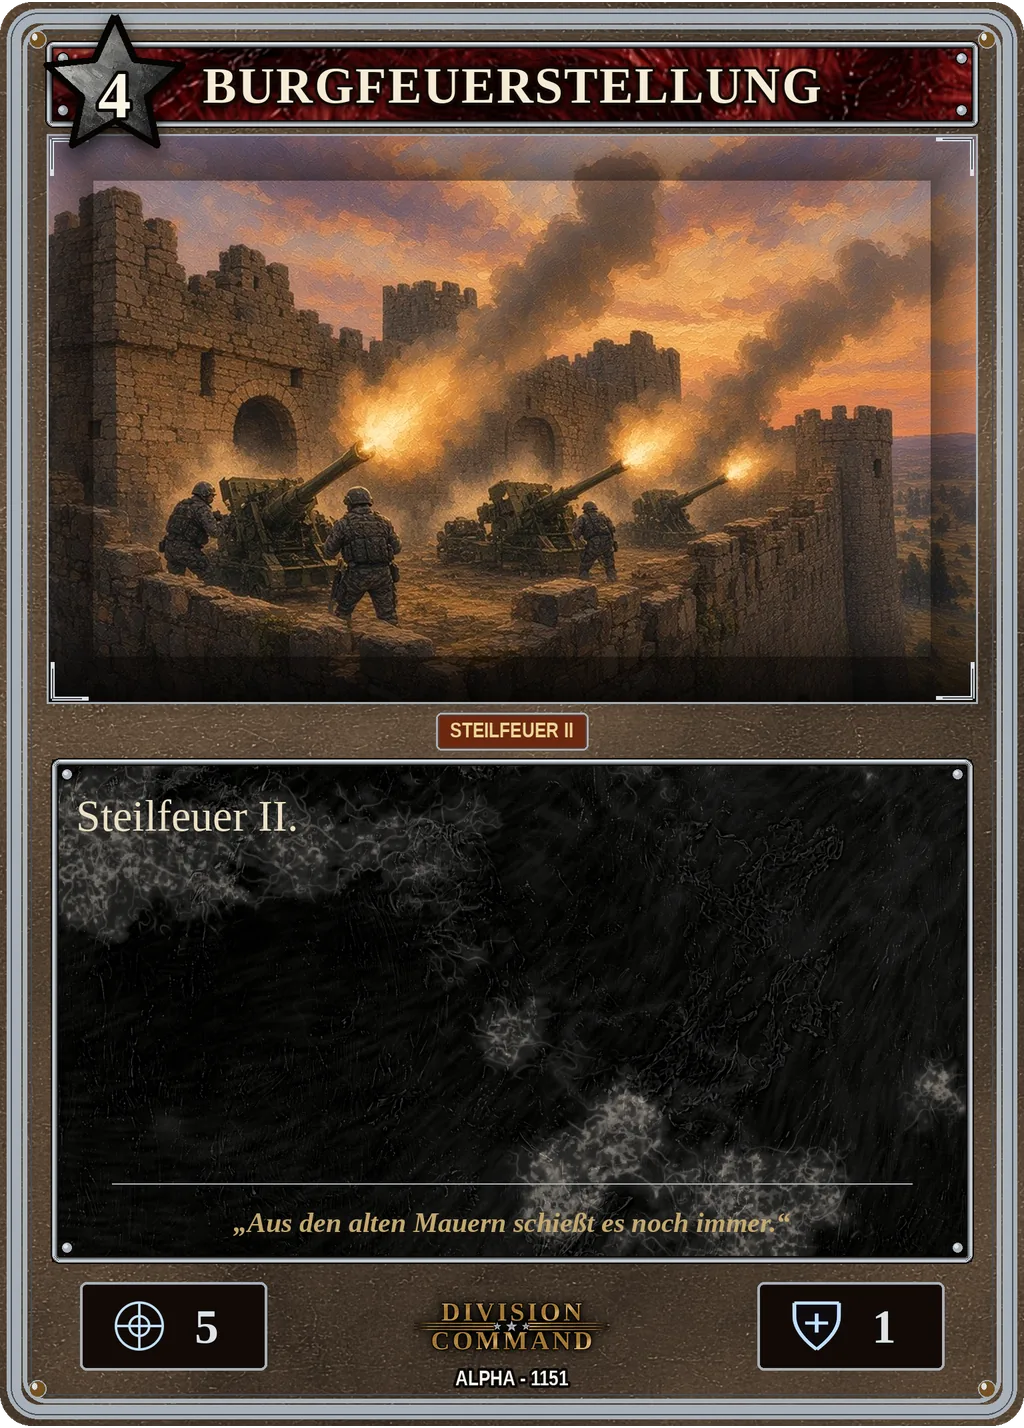 4
BURGFEUERSTELLUNG
STEILFEUER II
Steilfeuer II.
„Aus den alten Mauern schießt es noch immer.“
5
DIVISION
COMMAND
ALPHA - 1151
1